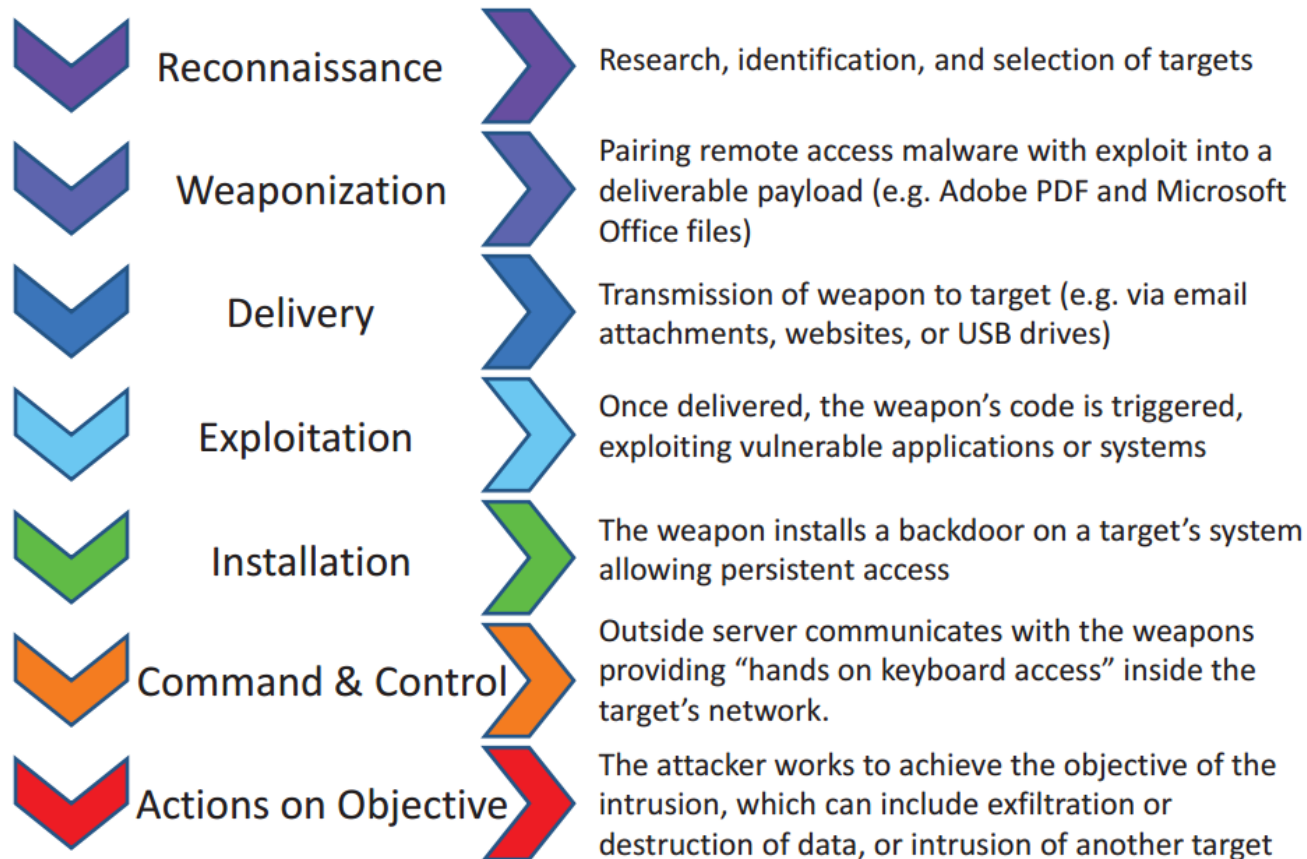 Reconnaissance
Research, identification, and selection of targets
Weaponization
Pairing remote access malware with exploit into a
deliverable payload (e.g. Adobe PDF and Microsoft
Office files)
Delivery
Transmission of weapon to target (e.g. via email
attachments, websites, or USB drives)
Exploitation
Once delivered, the weapon's code is triggered,
exploiting vulnerable applications or systems
Installation
The weapon installs a backdoor on a target's system
allowing persistent access
Command & Control
Outside server communicates with the weapons
providing “hands on keyboard access” inside the
target's network.
Actions on Objective
The attacker works to achieve the objective of the
intrusion, which can include exfiltration or
destruction of data, or intrusion of another target